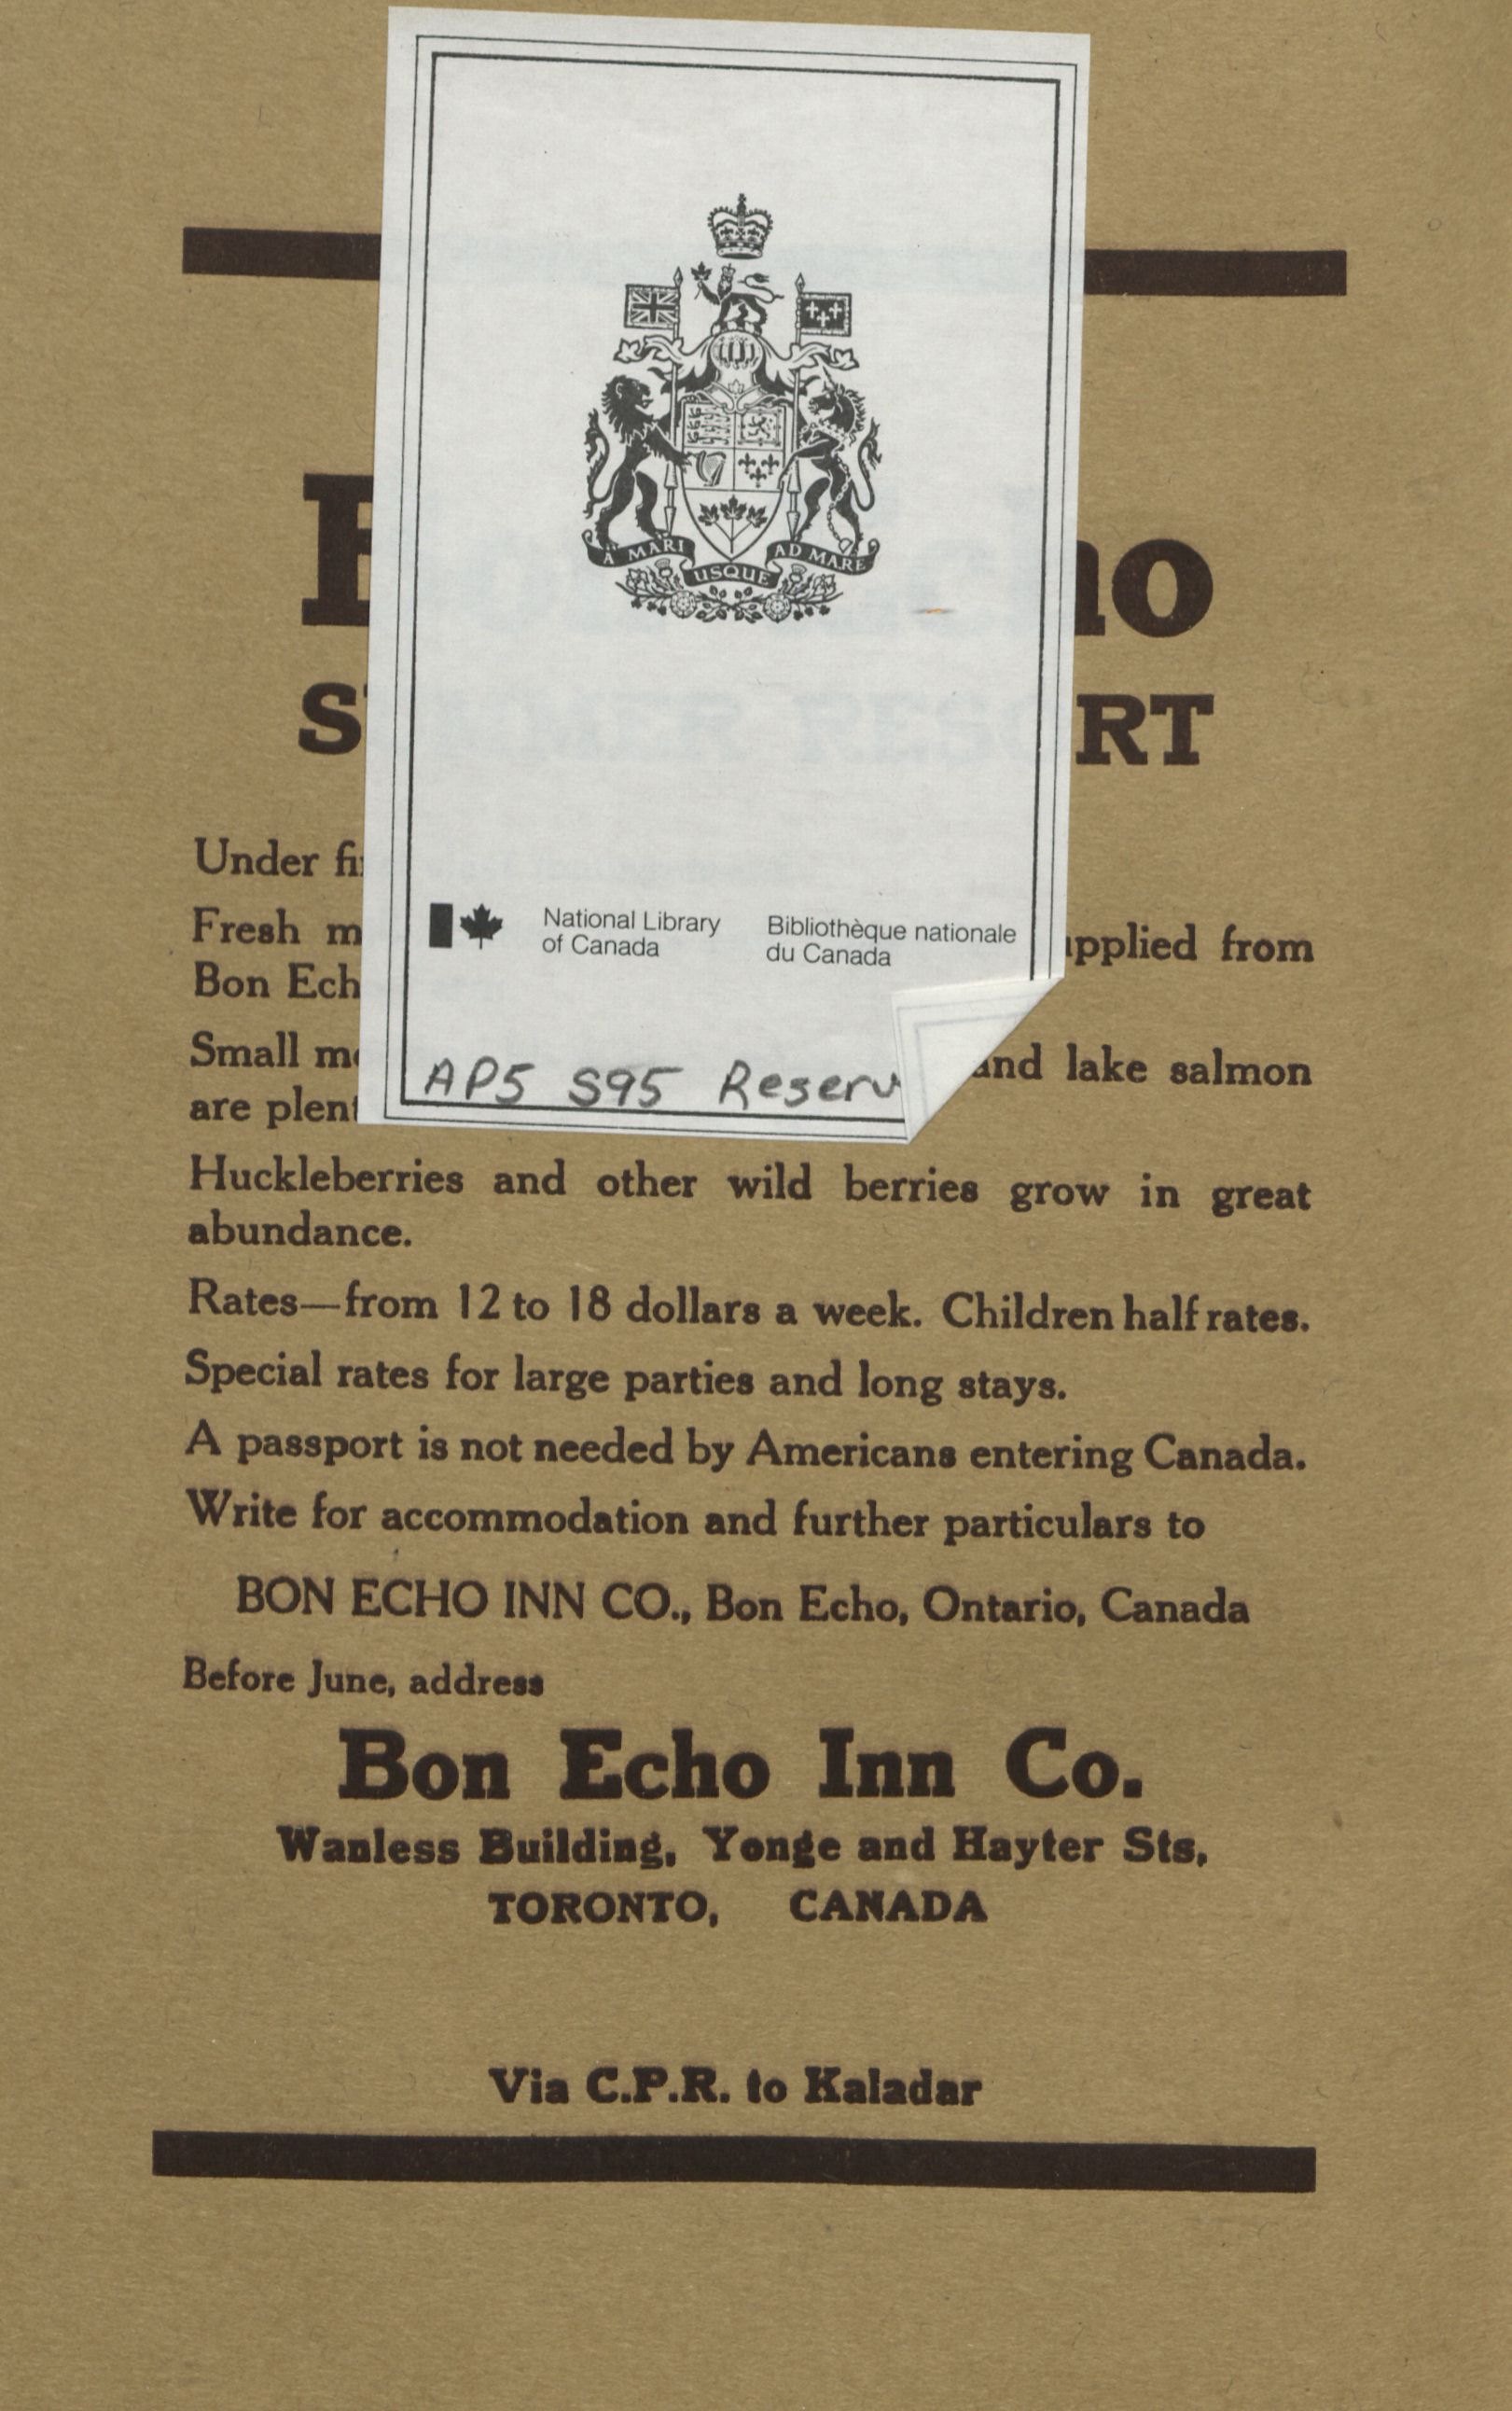 A MARI USQUE AD MARE
National Library of Canada
Bibliothèque nationale du Canada
AP5 S95
RT
Under
Fresh
applied from
Bon
Small
and lake salmon
are
Huckleberries and other wild berries grow in great
abundance.
Rates—from 12 to 18 dollars a week. Children half rates.
Special rates for large parties and long stays.
A passport is not needed by Americans entering Canada.
Write for accommodation and further particulars to
BON ECHO INN CO., Bon Echo, Ontario, Canada
Before June, address
Bon Echo Inn Co.
Wanless Building, Yonge and Hayter Sts,
TORONTO, CANADA
Via C.P.R. to Kaladar